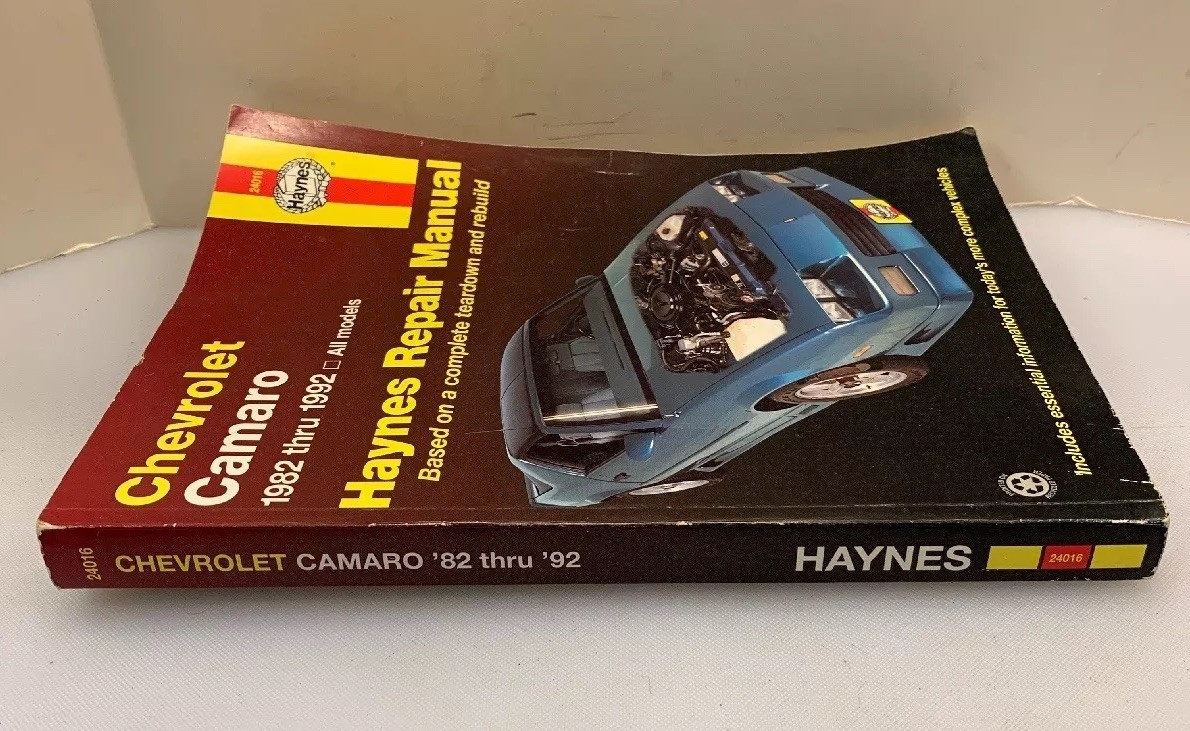 24016
Haynes
®
Chevrolet
Camaro
1982 thru 1992 □ All models
Haynes Repair Manual
Based on a complete teardown and rebuild
Includes essential information for today's more complex vehicles
24016
CHEVROLET CAMARO '82 thru '92
HAYNES
24016